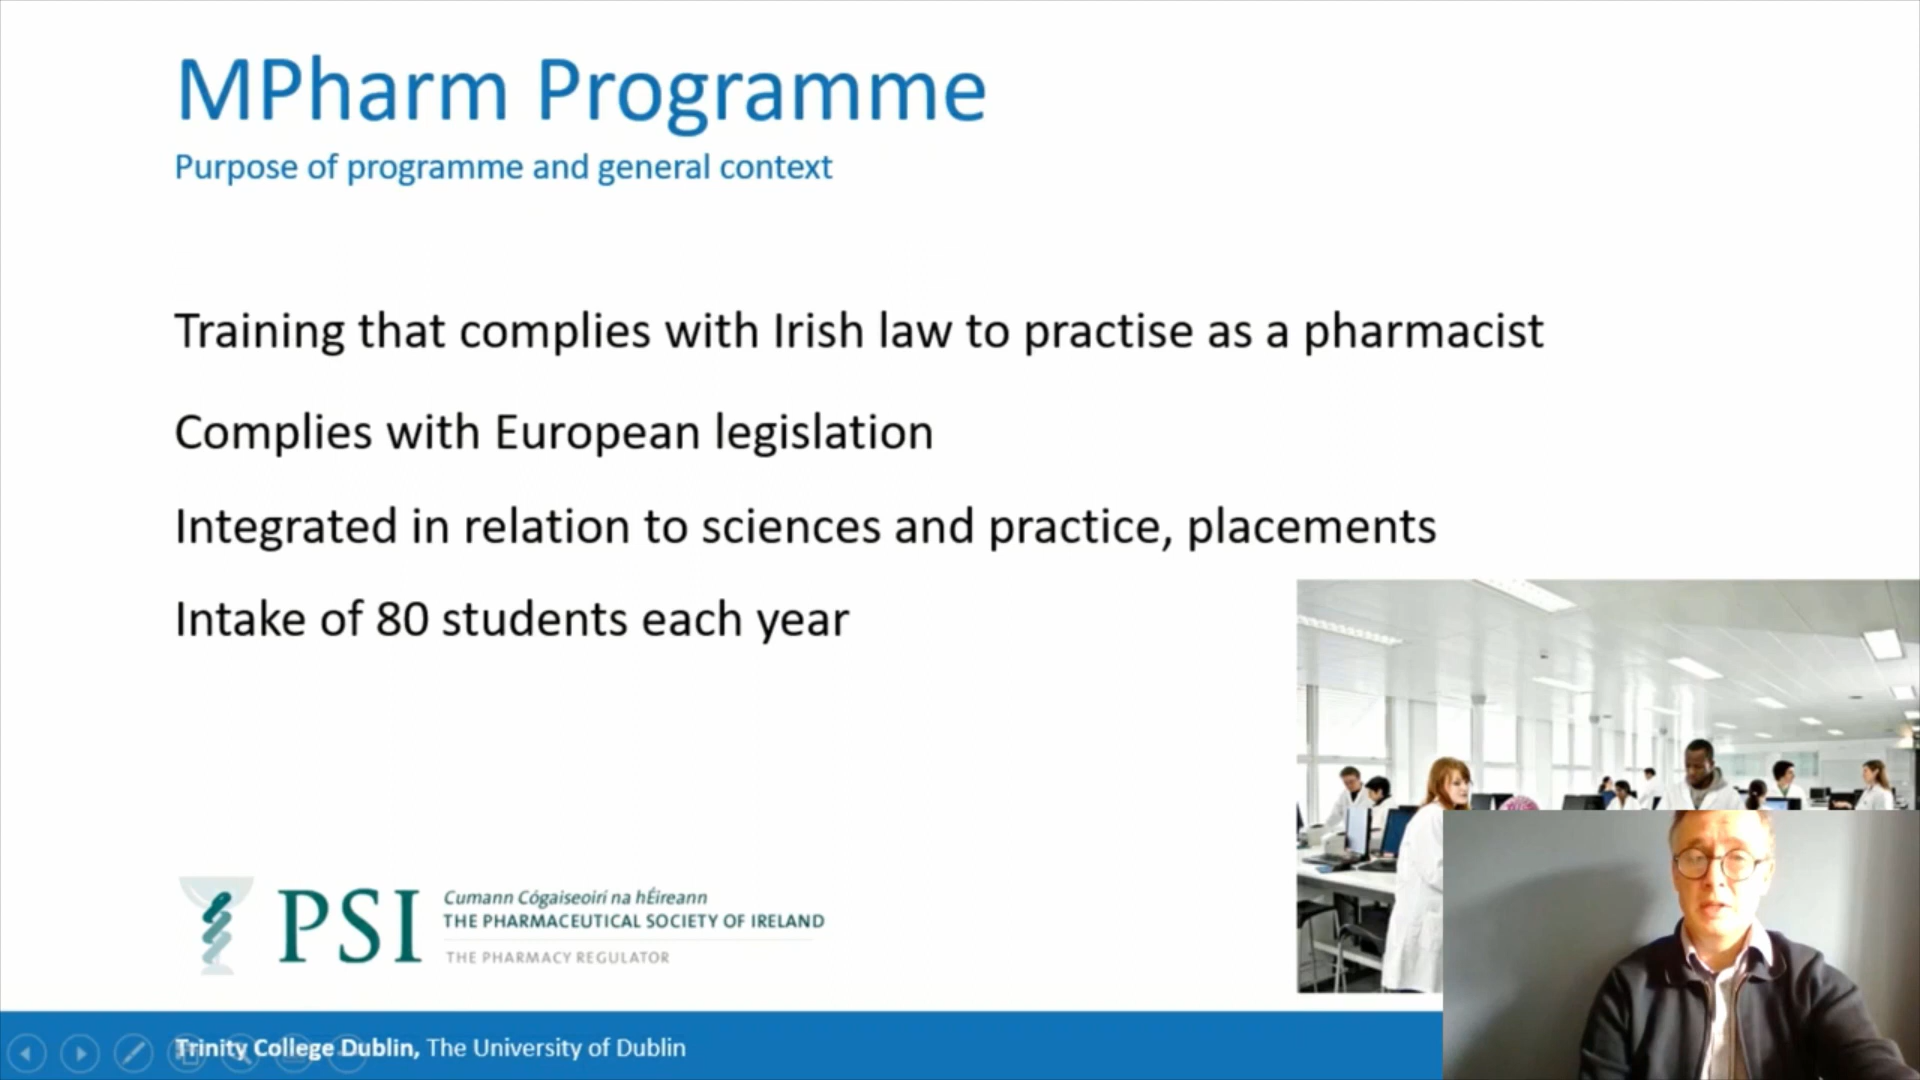 MPharm Programme
Purpose of programme and general context
Training that complies with Irish law to practise as a pharmacist
Complies with European legislation
Integrated in relation to sciences and practice, placements
Intake of 80 students each year
PSI
Cumann Cógaiseoirí na hÉireann
THE PHARMACEUTICAL SOCIETY OF IRELAND
THE PHARMACY REGULATOR
Trinity College Dublin, The University of Dublin